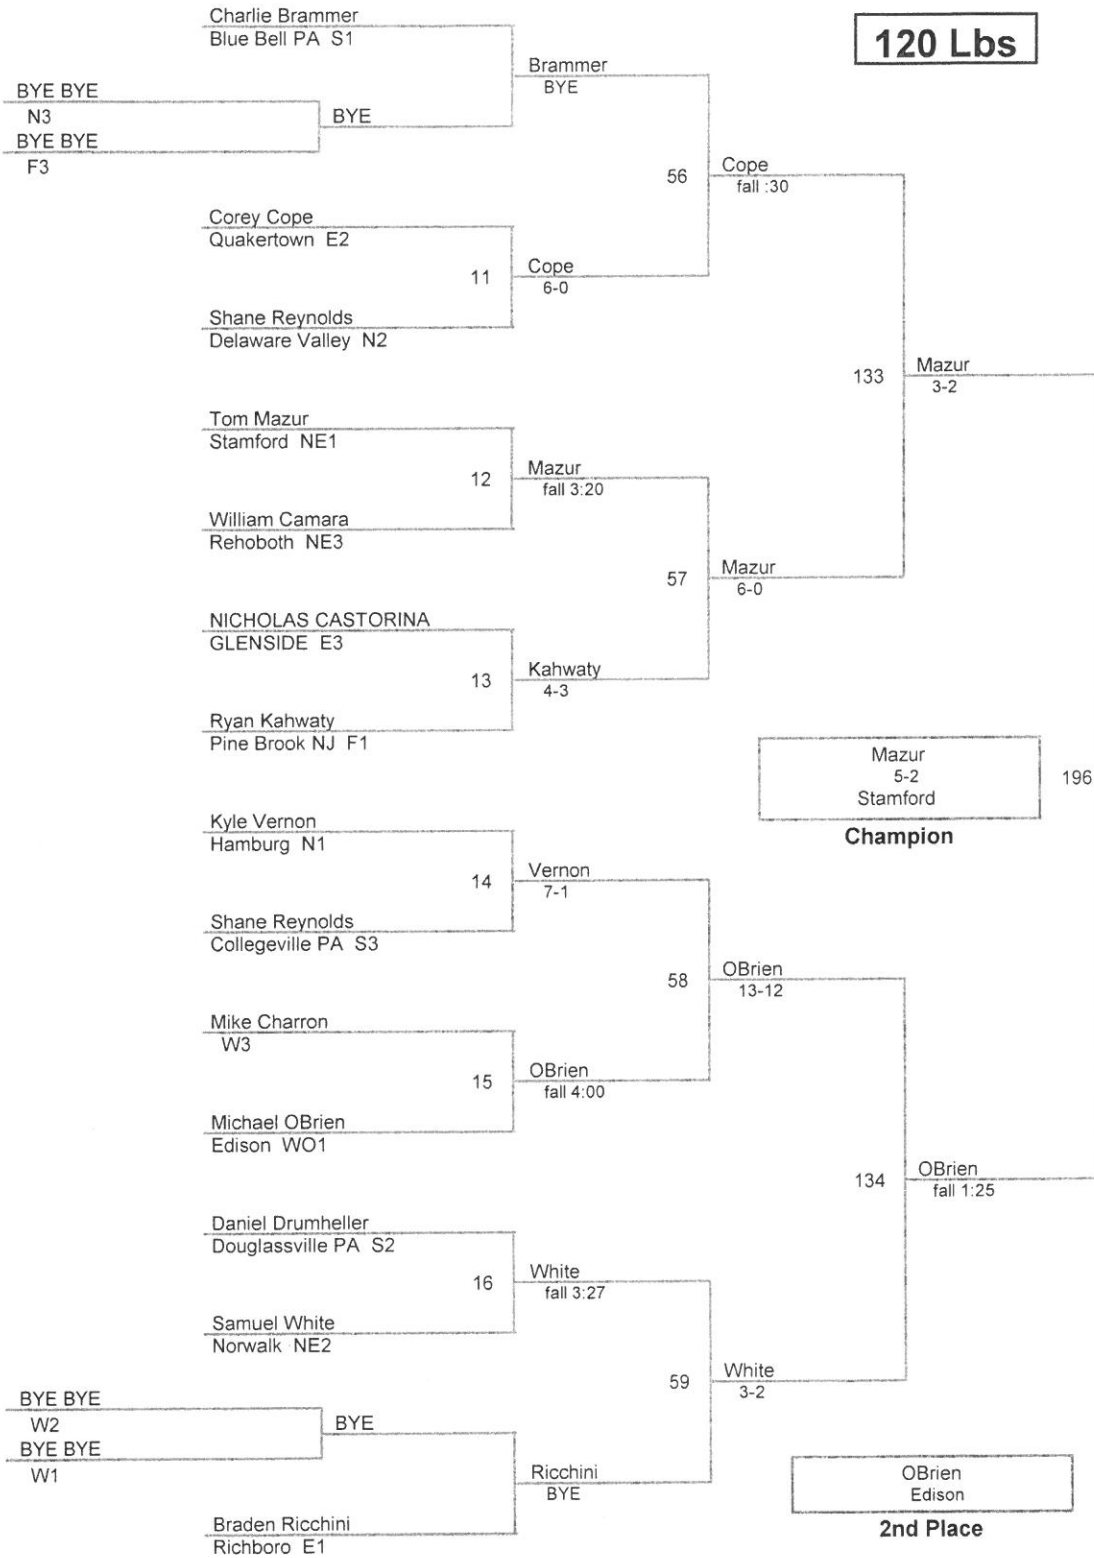 Charlie Brammer
Blue Bell PA S1
120 Lbs
Brammer
BYE
BYE BYE
N3
BYE
BYE BYE
F3
56
Cope
fall :30
Corey Cope
Quakertown E2
11
Cope
6-0
Shane Reynolds
Delaware Valley N2
133
Mazur
3-2
Tom Mazur
Stamford NE1
12
Mazur
fall 3:20
William Camara
Rehoboth NE3
57
Mazur
6-0
NICHOLAS CASTORINA
GLENSIDE E3
13
Kahwaty
4-3
Ryan Kahwaty
Pine Brook NJ F1
Mazur
5-2
Stamford
196
Champion
Kyle Vernon
Hamburg N1
14
Vernon
7-1
Shane Reynolds
Collegeville PA S3
58
OBrien
13-12
Mike Charron
W3
15
OBrien
fall 4:00
Michael OBrien
Edison WO1
134
OBrien
fall 1:25
Daniel Drumheller
Douglassville PA S2
16
White
fall 3:27
Samuel White
Norwalk NE2
59
White
3-2
BYE BYE
W2
BYE
BYE BYE
W1
Ricchini
BYE
Braden Ricchini
Richboro E1
OBrien
Edison
2nd Place